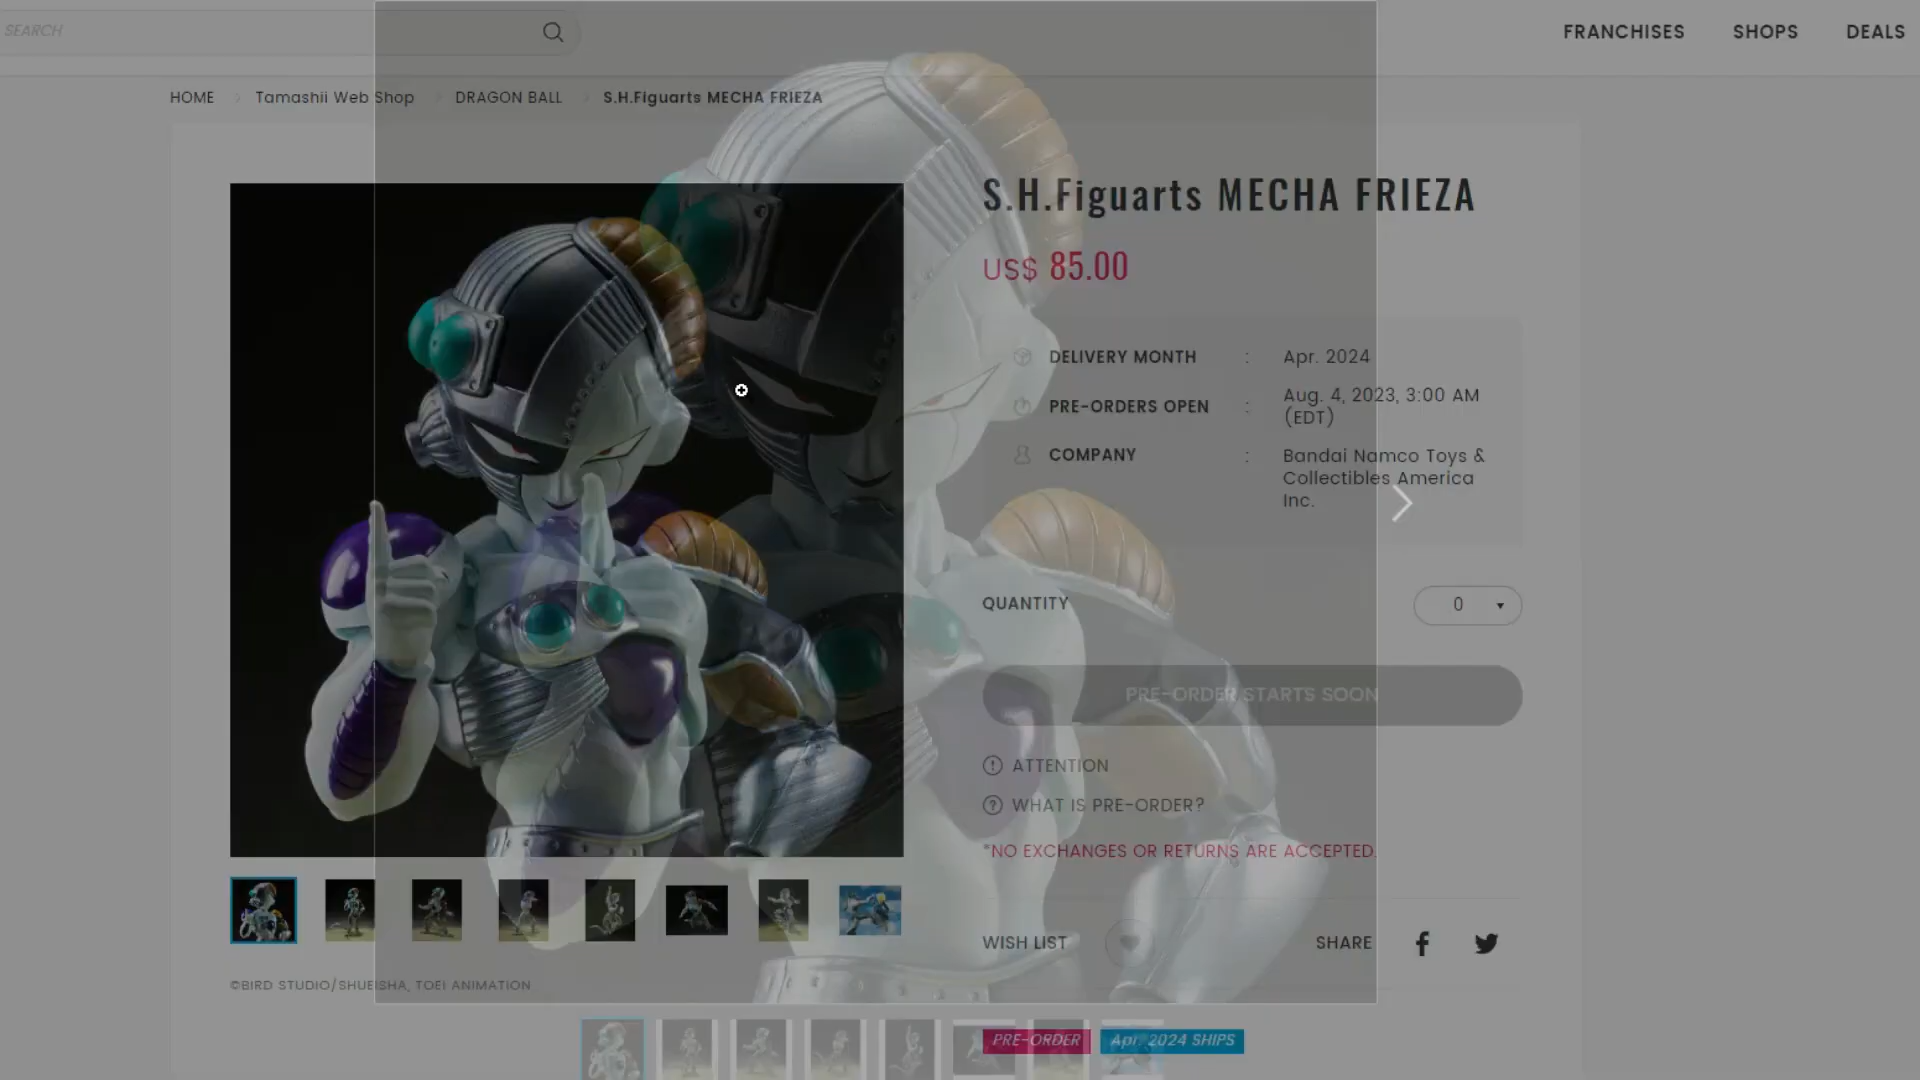 SEARCH
FRANCHISES SHOPS DEALS
HOME Tamashii Web Shop DRAGON BALL S.H.Figuarts MECHA FRIEZA
S.H.Figuarts MECHA FRIEZA
US$ 85.00
DELIVERY MONTH : Apr. 2024
PRE-ORDERS OPEN : Aug. 4, 2023, 3:00 AM
(EDT)
COMPANY : Bandai Namco Toys &
Collectibles America
Inc.
QUANTITY 0
PRE-ORDER STARTS SOON
ATTENTION
WHAT IS PRE-ORDER?
*NO EXCHANGES OR RETURNS ARE ACCEPTED.
WISH LIST SHARE
©BIRD STUDIO/SHUEISHA, TOEI ANIMATION
PRE-ORDER Apr. 2024 SHIPS